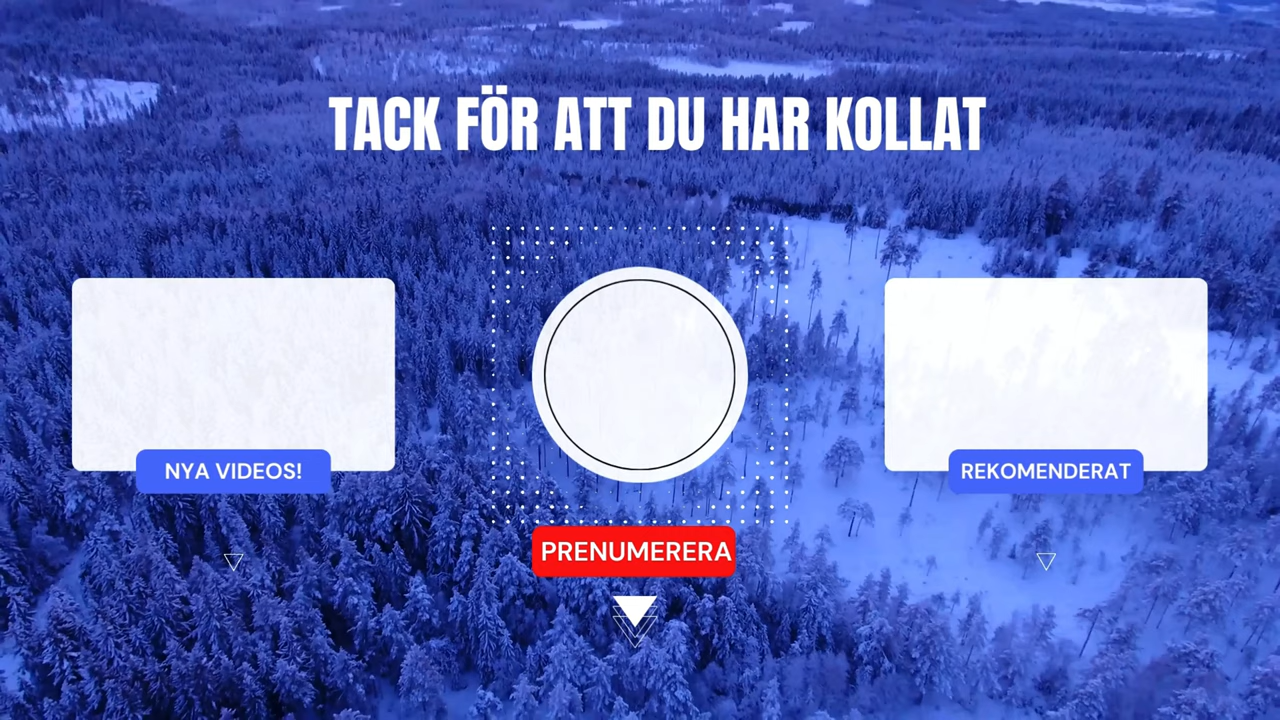 TACK FÖR ATT DU HAR KOLLAT
NYA VIDEOS!
REKOMENDERAT
PRENUMERERA